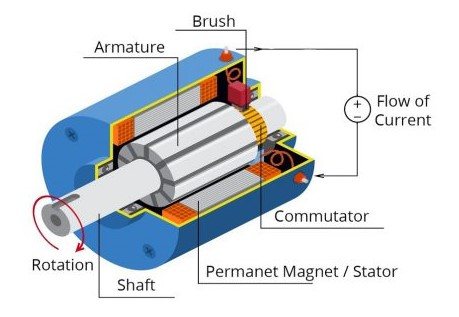 Brush
Armature
+
−
Flow of
Current
Commutator
Rotation
Permanet Magnet / Stator
Shaft